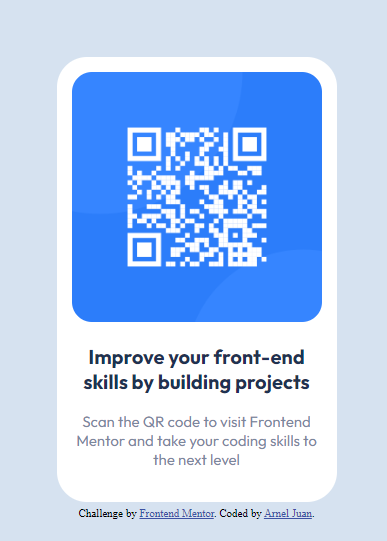 Improve your front-end
skills by building projects
Scan the QR code to visit Frontend
Mentor and take your coding skills to
the next level
Challenge by Frontend Mentor. Coded by Arnel Juan.